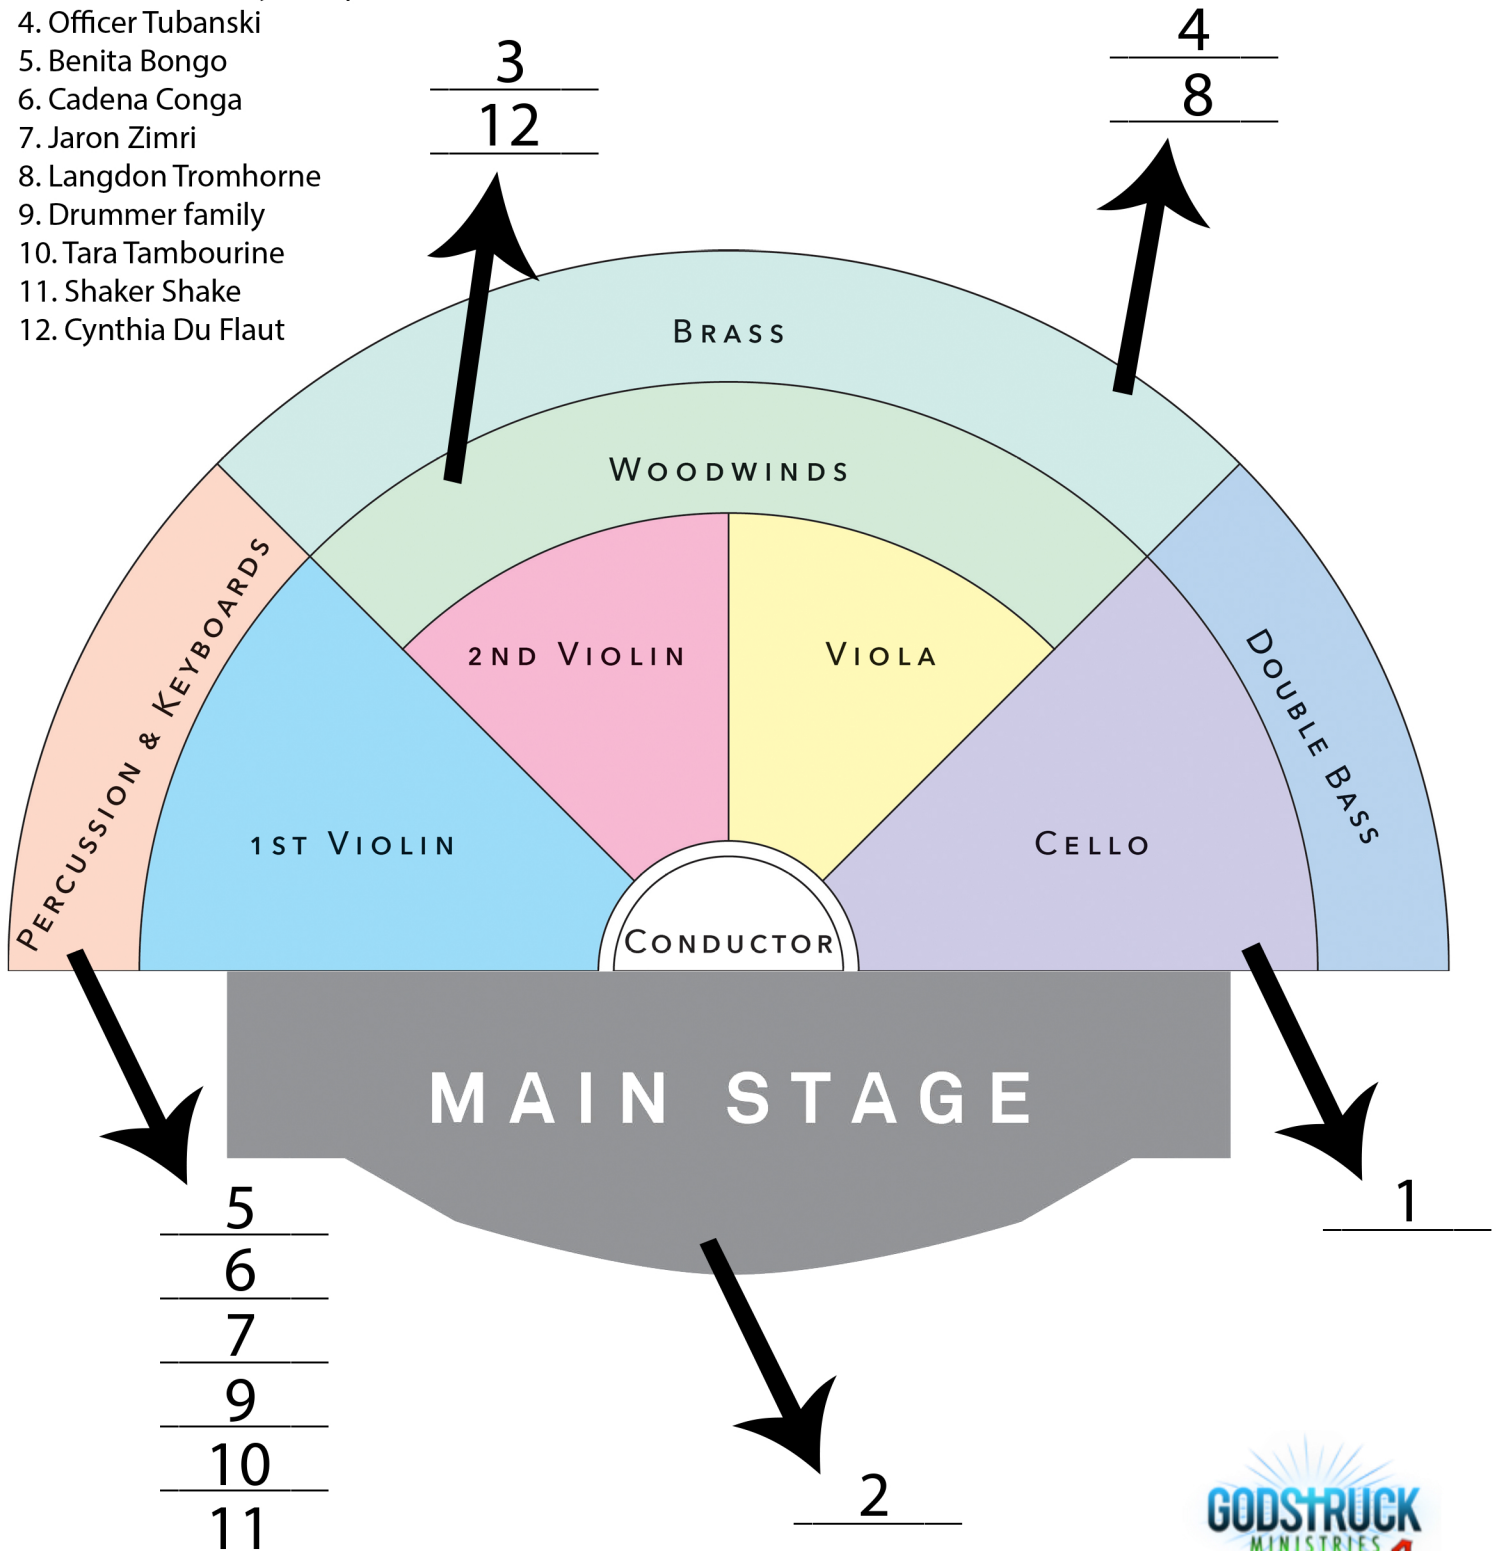 4. Officer Tubanski
5. Benita Bongo
6. Cadena Conga
7. Jaron Zimri
8. Langdon Tromhorne
9. Drummer family
10. Tara Tambourine
11. Shaker Shake
12. Cynthia Du Flaut
3
12
4
8
BRASS
WOODWINDS
2ND VIOLIN
VIOLA
PERCUSSION & KEYBOARDS
DOUBLE BASS
1ST VIOLIN
CELLO
CONDUCTOR
MAIN STAGE
5
6
7
9
10
11
1
2
GODSTRUCK
MINISTRIES